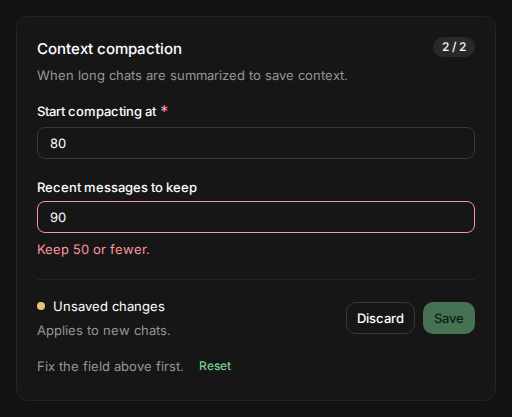 Context compaction
2 / 2
When long chats are summarized to save context.
Start compacting at *
80
Recent messages to keep
90
Keep 50 or fewer.
Unsaved changes
Applies to new chats.
Discard
Save
Fix the field above first.
Reset